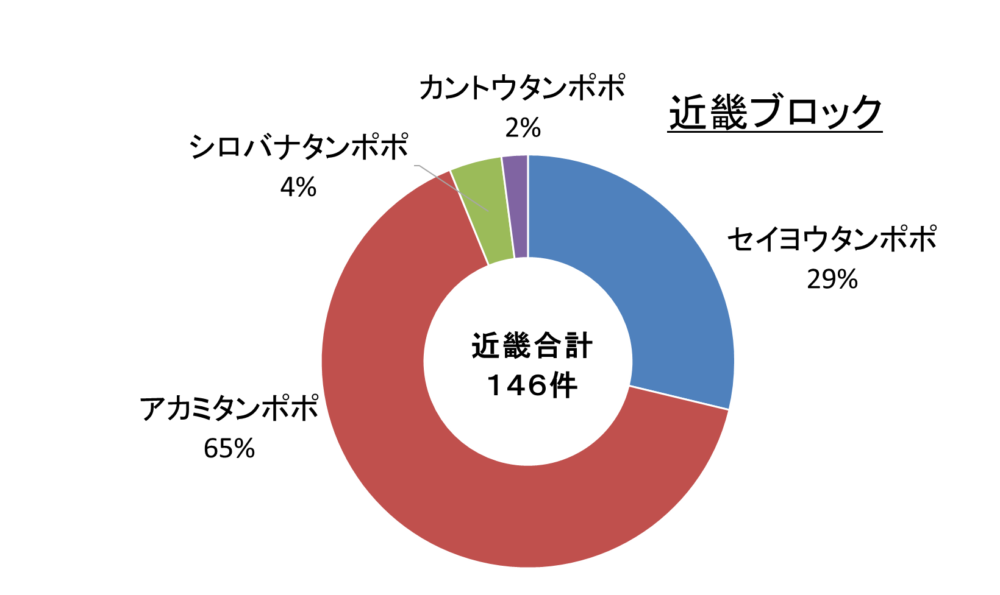 近畿ブロック
カントウタンポポ
2%
シロバナタンポポ
4%
セイヨウタンポポ
29%
近畿合計
146件
アカミタンポポ
65%